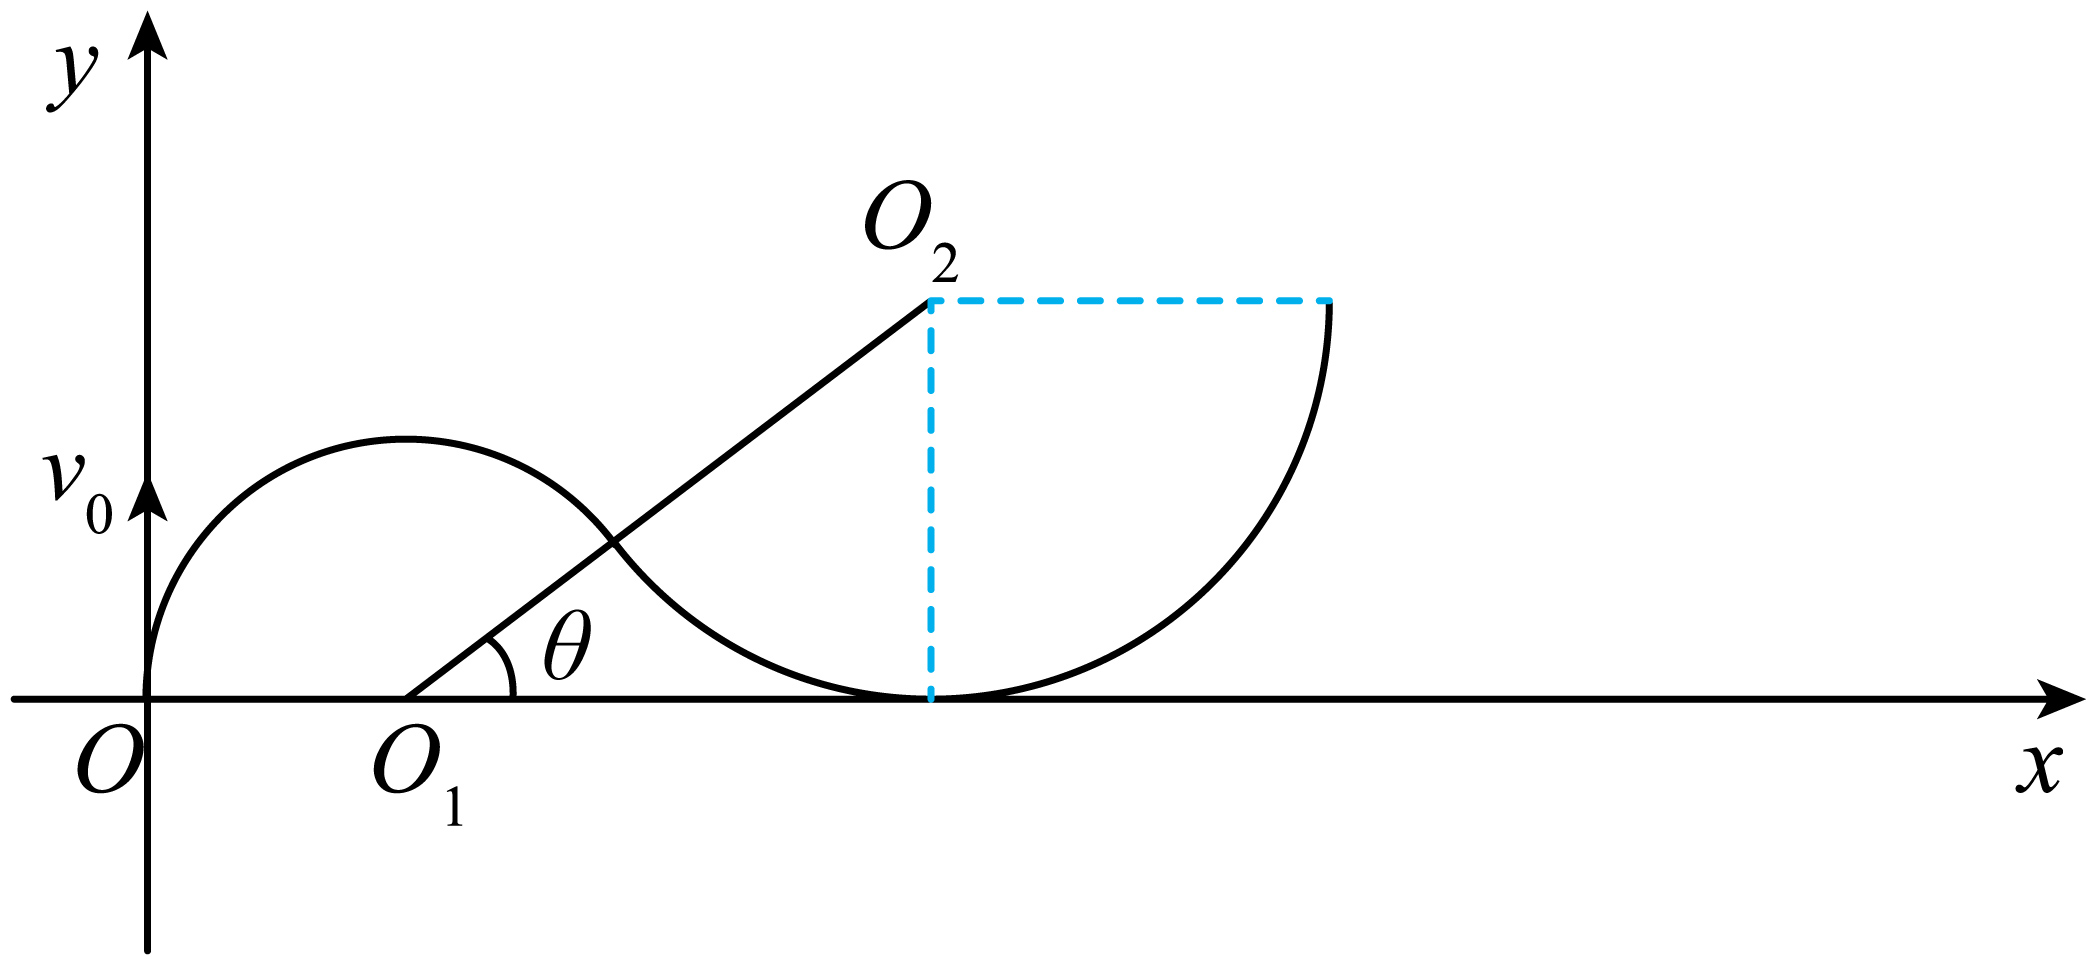 y
O₂
v₀
θ
O
O₁
x